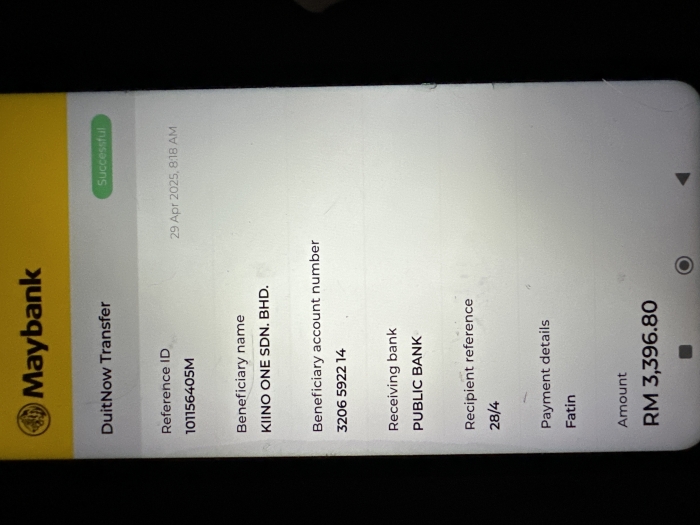 Maybank
DuitNow Transfer
Successful
Reference ID
101156405M
29 Apr 2025, 8:18 AM
Beneficiary name
KIINO ONE SDN. BHD.
Beneficiary account number
3206 5922 14
Receiving bank
PUBLIC BANK
Recipient reference
28/4
Payment details
Fatin
Amount
RM 3,396.80